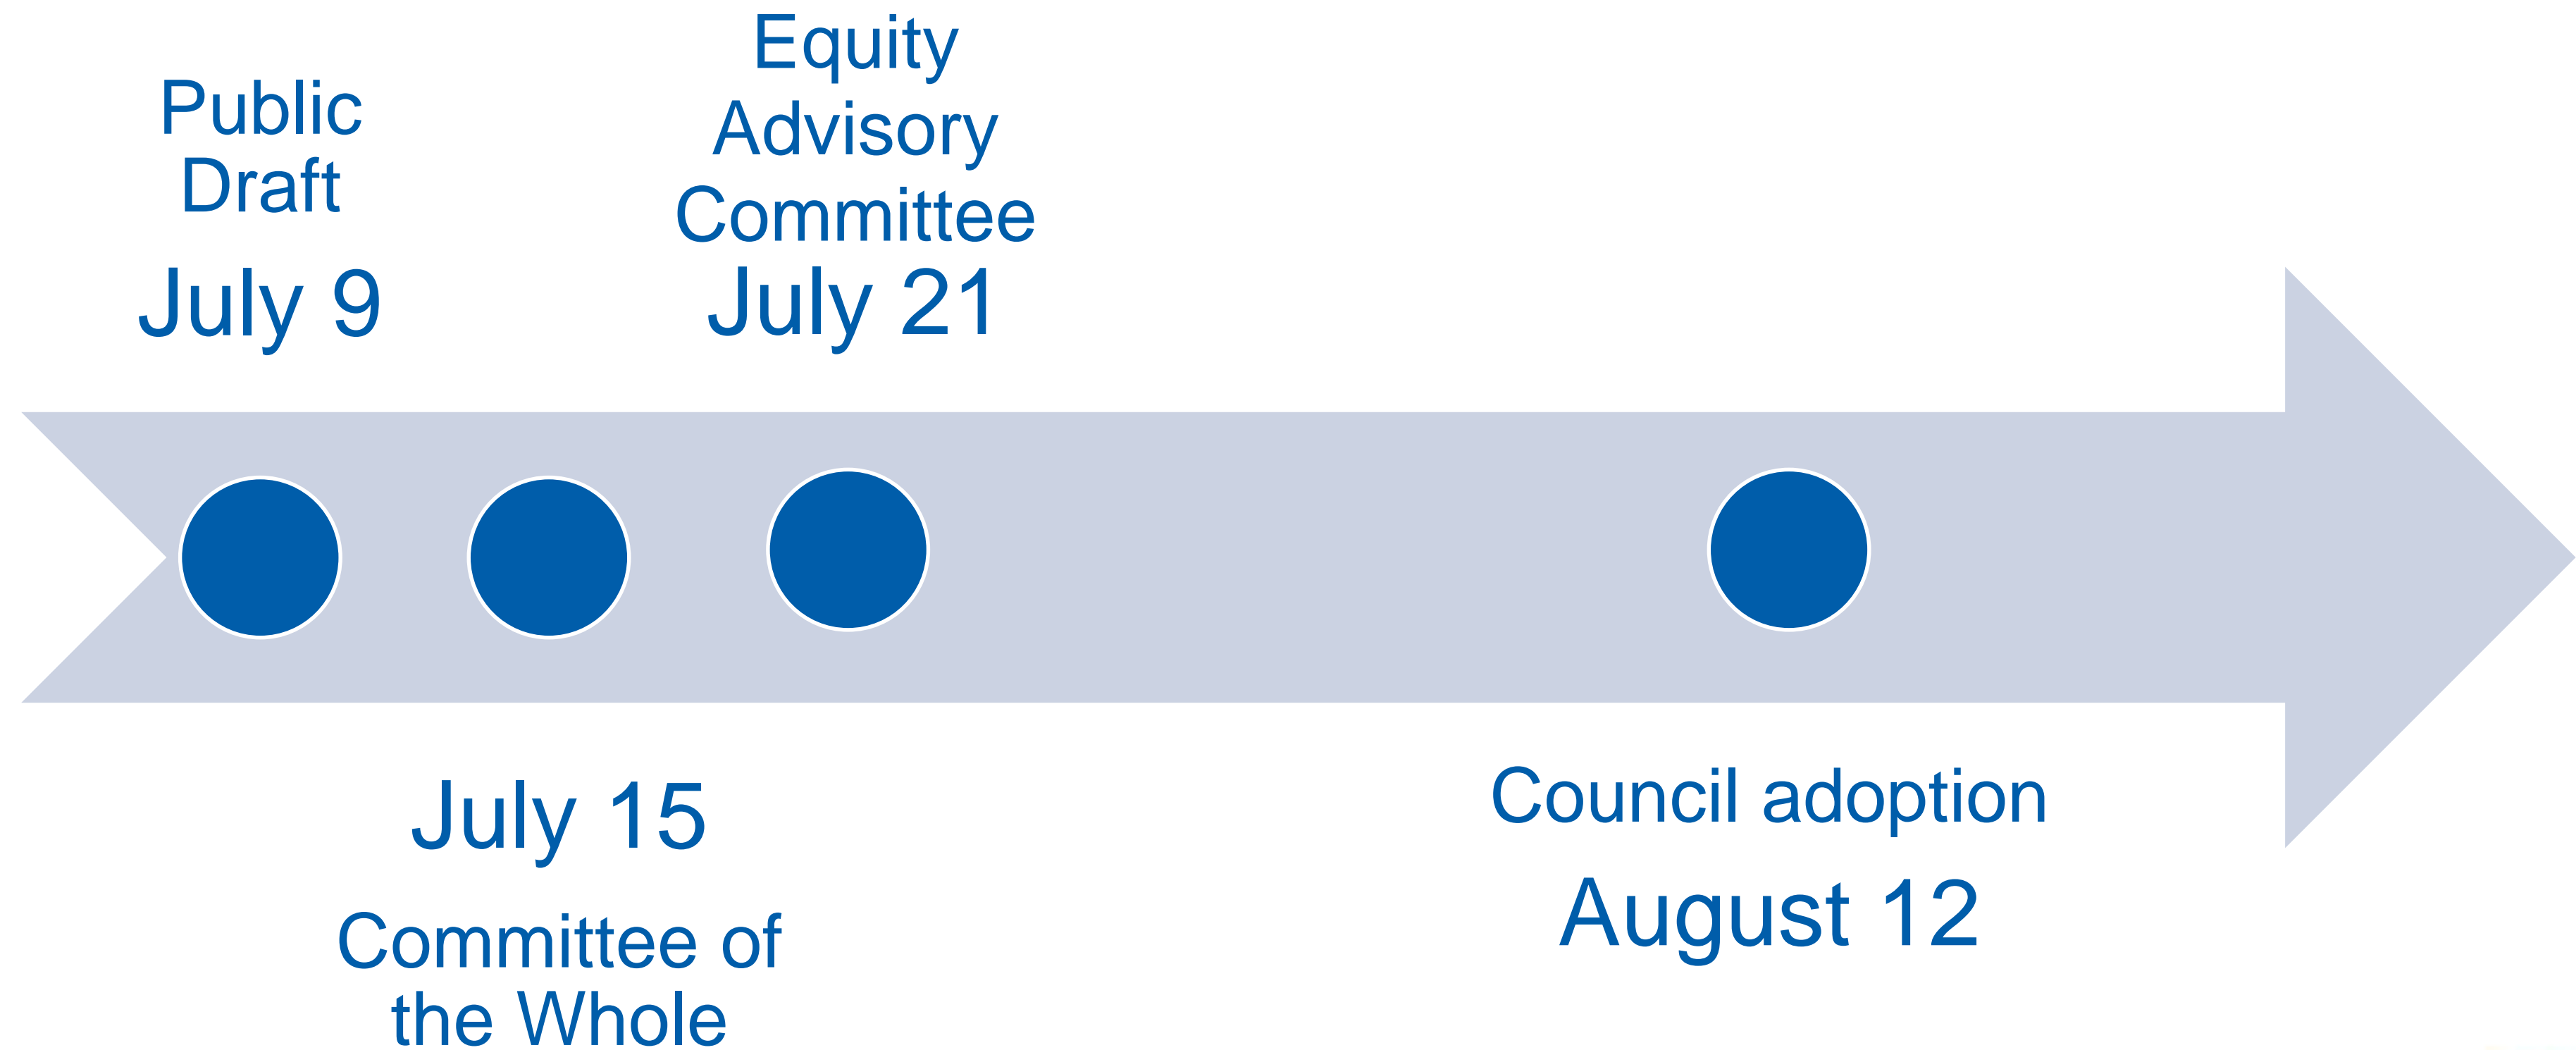 Public
Draft
July 9
Equity
Advisory
Committee
July 21
July 15
Committee of
the Whole
Council adoption
August 12